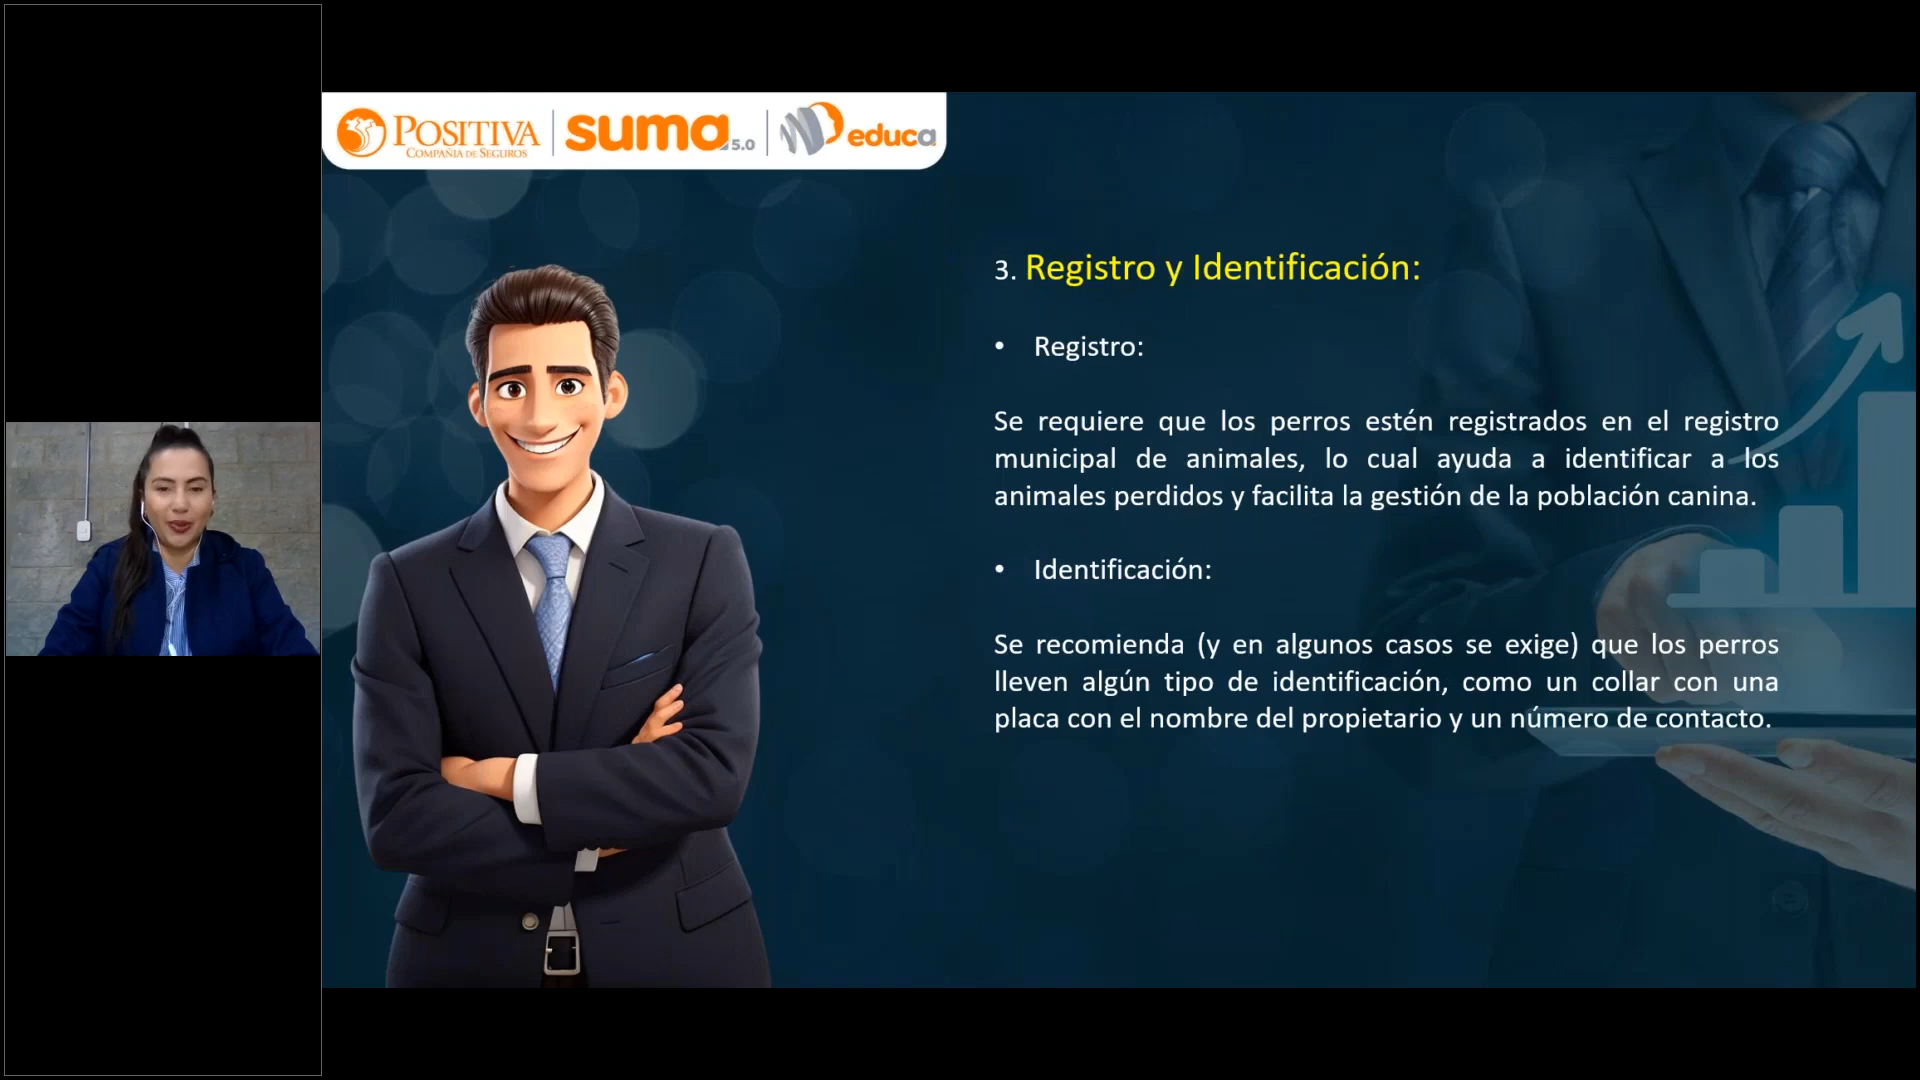 POSITIVA
COMPAÑIA DE SEGUROS
suma 5.0
educa
3. Registro y Identificación:
• Registro:
Se requiere que los perros estén registrados en el registro
municipal de animales, lo cual ayuda a identificar a los
animales perdidos y facilita la gestión de la población canina.
• Identificación:
Se recomienda (y en algunos casos se exige) que los perros
lleven algún tipo de identificación, como un collar con una
placa con el nombre del propietario y un número de contacto.